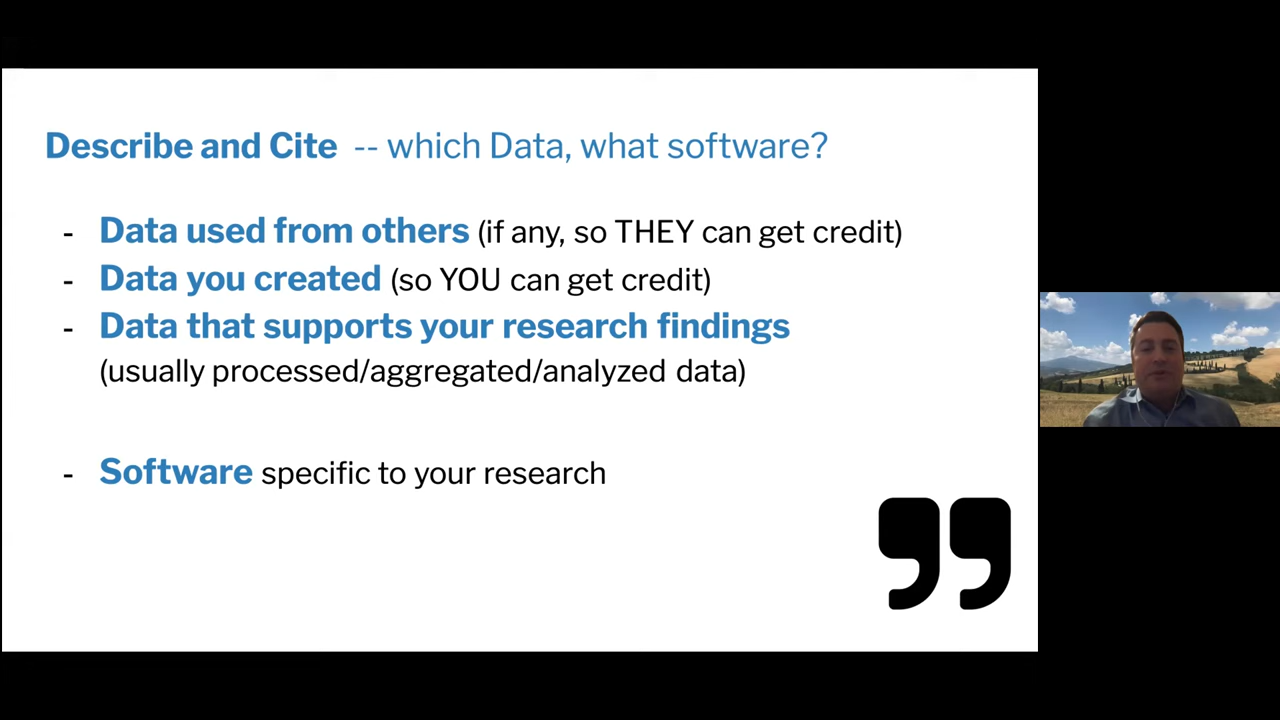 Describe and Cite -- which Data, what software?
- Data used from others (if any, so THEY can get credit)
- Data you created (so YOU can get credit)
- Data that supports your research findings
(usually processed/aggregated/analyzed data)
- Software specific to your research